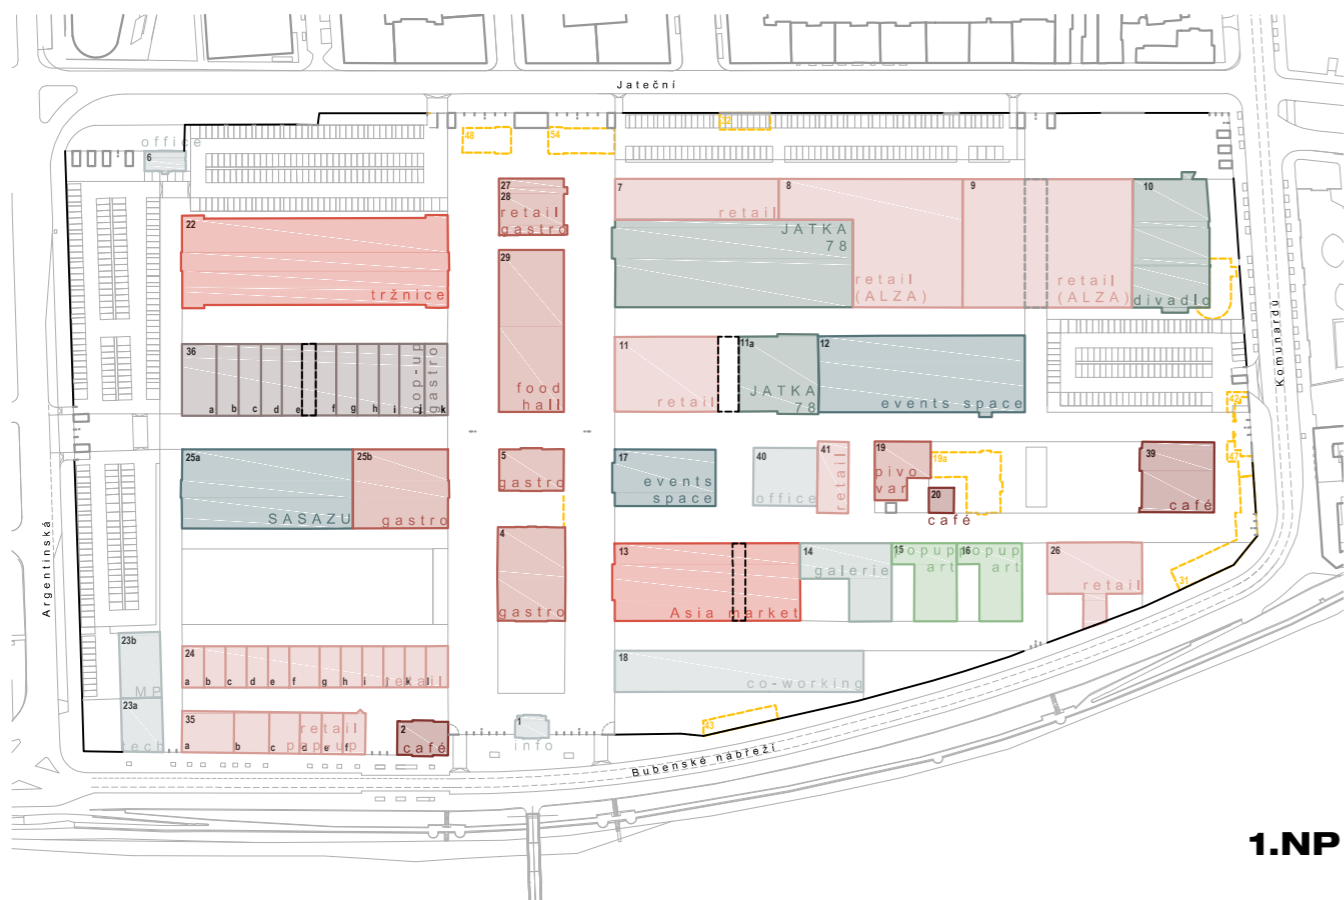 Jateční
office
6
48
54
32
22
tržnice
27
28
retail
gastro
7
retail
8
JATKA
78
retail
(ALZA)
9
retail
(ALZA)
10
divadlo
29
food
hall
36
a b c d e f g h i j k
pop-up
gastro
11
retail
11a
JATKA
78
12
events space
Komunardů
25a
SASAZU
25b
gastro
5
gastro
17
events
space
40
office
41
retail
19
pivo
var
19a
20
café
39
café
42
47
Argentinská
4
gastro
13
Asia market
14
galerie
15
popup
art
16
popup
art
26
retail
31
23b
MP
23a
tech
24
a b c d e f g h i j k l
retail
18
co-working
35
a b c d e f
retail
pop-up
2
café
1
info
43
Bubenské nábřeží
1.NP